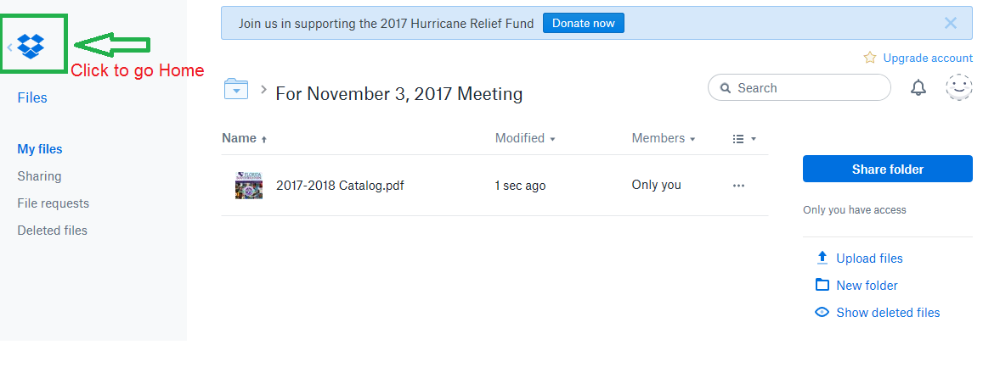 Join us in supporting the 2017 Hurricane Relief Fund Donate now
Click to go Home
Upgrade account
Files
For November 3, 2017 Meeting
Search
Name Modified Members
My files
Sharing
File requests
Deleted files
2017-2018 Catalog.pdf 1 sec ago Only you
Share folder
Only you have access
Upload files
New folder
Show deleted files